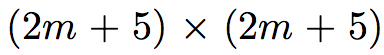 (2m + 5) × (2m + 5)